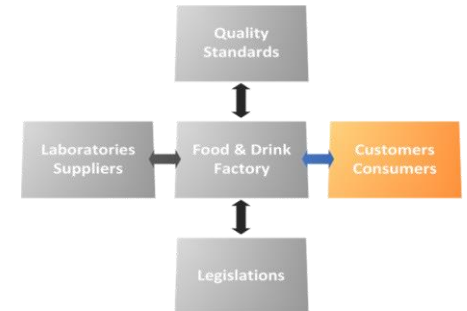 Quality
Standards
Laboratories
Suppliers
Food & Drink
Factory
Customers
Consumers
Legislations